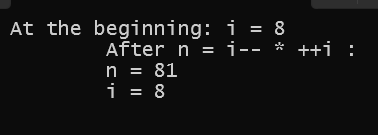 At the beginning: i = 8
After n = i-- * ++i :
n = 81
i = 8